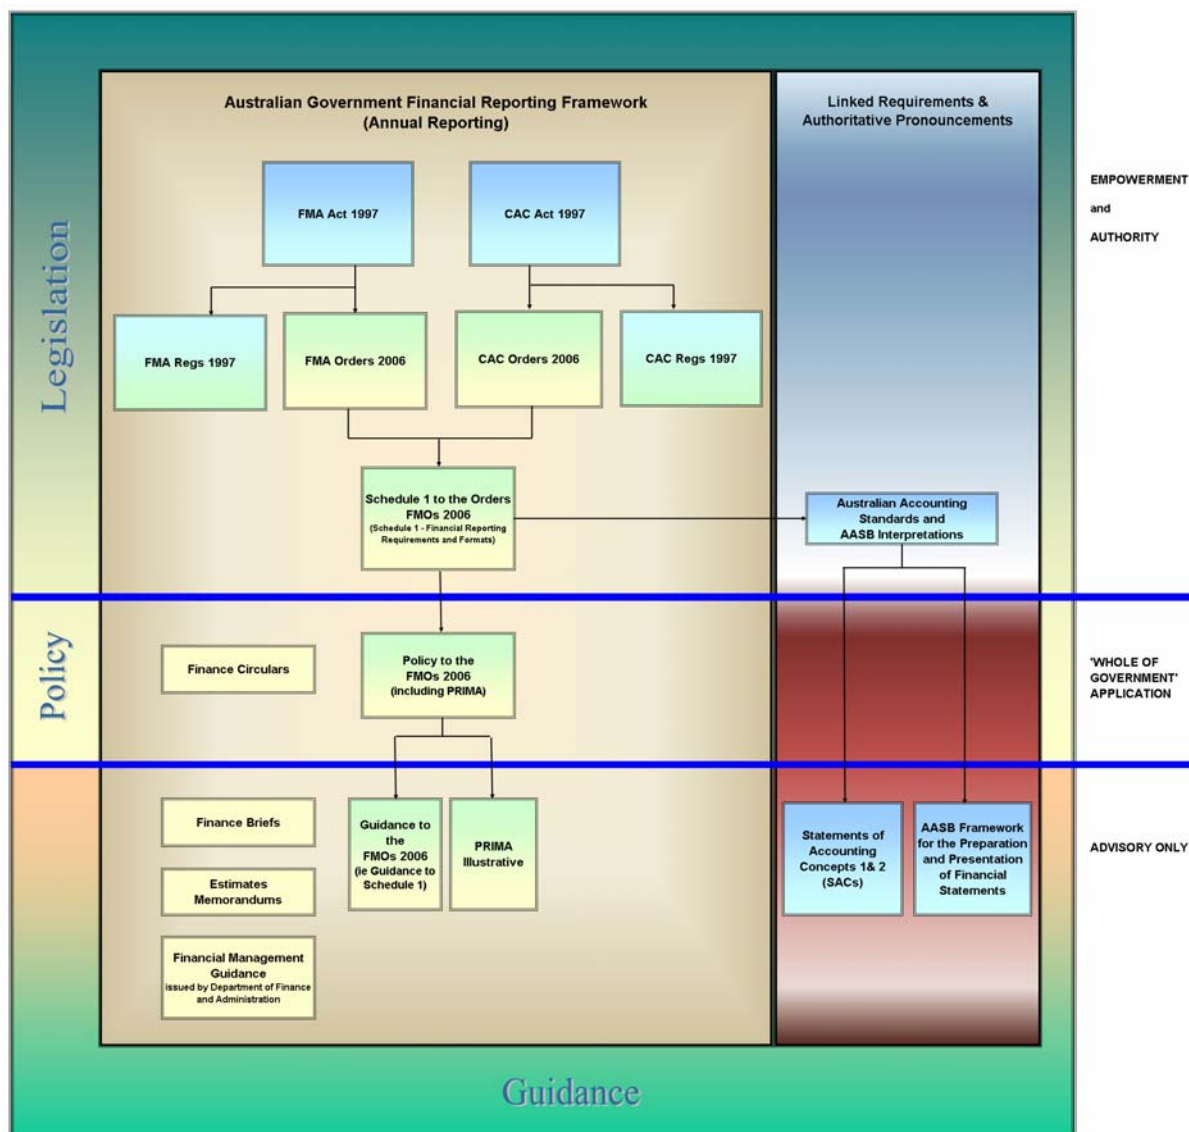 Australian Government Financial Reporting Framework
(Annual Reporting)
Linked Requirements &
Authoritative Pronouncements
EMPOWERMENT
and
AUTHORITY
Legislation
FMA Act 1997
CAC Act 1997
FMA Regs 1997
FMA Orders 2006
CAC Orders 2006
CAC Regs 1997
Schedule 1 to the Orders
FMOs 2006
(Schedule 1 - Financial Reporting
Requirements and Formats)
Australian Accounting
Standards and
AASB Interpretations
Policy
Finance Circulars
Policy to the
FMOs 2006
(including PRIMA)
'WHOLE OF
GOVERNMENT'
APPLICATION
Finance Briefs
Estimates
Memorandums
Financial Management
Guidance
issued by Department of Finance
and Administration
Guidance to
the
FMOs 2006
(ie Guidance to
Schedule 1)
PRIMA
Illustrative
Statements of
Accounting
Concepts 1& 2
(SACs)
AASB Framework
for the Preparation
and Presentation
of Financial
Statements
ADVISORY ONLY
Guidance